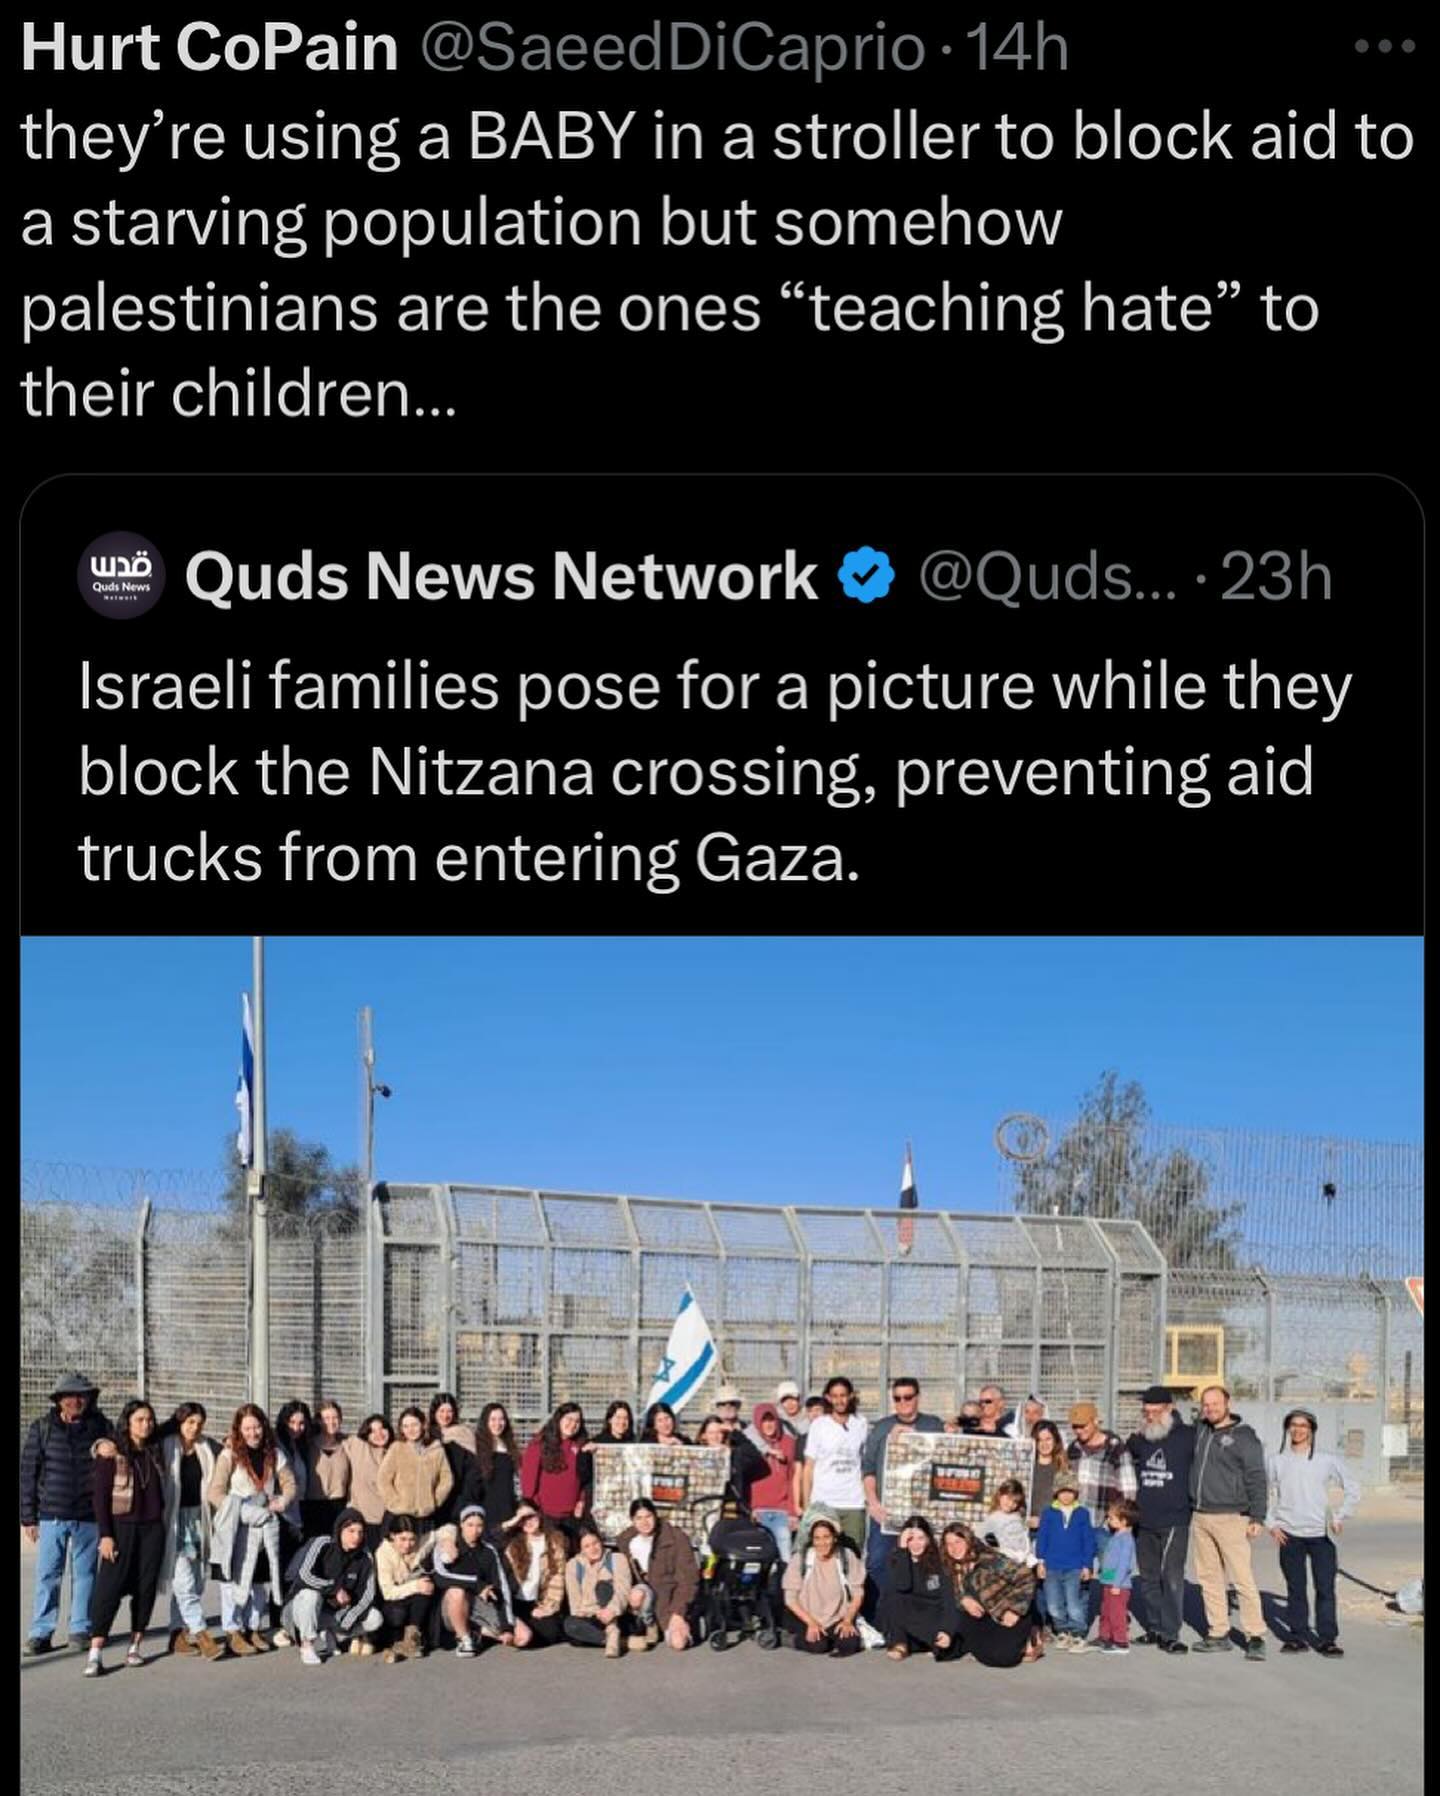 Hurt CoPain @SaeedDiCaprio · 14h
they’re using a BABY in a stroller to block aid to
a starving population but somehow
palestinians are the ones “teaching hate” to
their children...
قدس
Quds News
Network
Quds News Network @Quds... · 23h
Israeli families pose for a picture while they
block the Nitzana crossing, preventing aid
trucks from entering Gaza.